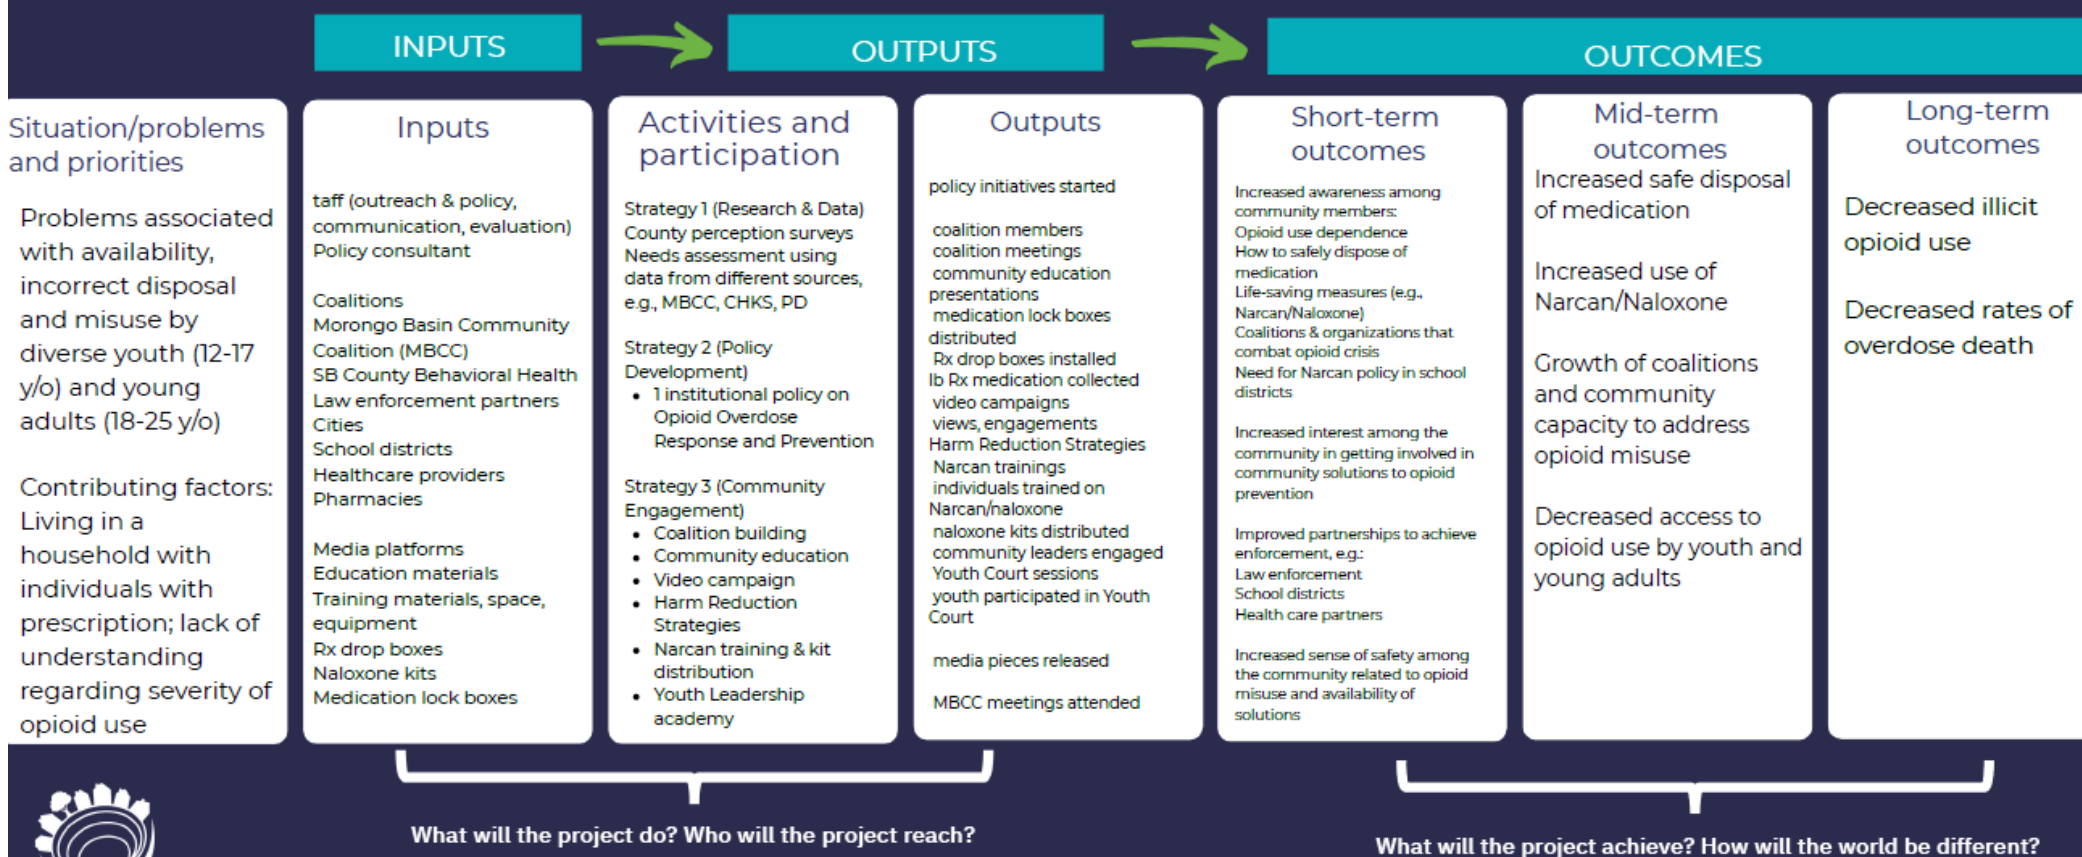 INPUTS
OUTPUTS
OUTCOMES
Situation/problems
and priorities
Problems associated
with availability,
incorrect disposal
and misuse by
diverse youth (12-17
y/o) and young
adults (18-25 y/o)
Contributing factors:
Living in a
household with
individuals with
prescription; lack of
understanding
regarding severity of
opioid use
Inputs
taff (outreach & policy,
communication, evaluation)
Policy consultant
Coalitions
Morongo Basin Community
Coalition (MBCC)
SB County Behavioral Health
Law enforcement partners
Cities
School districts
Healthcare providers
Pharmacies
Media platforms
Education materials
Training materials, space,
equipment
Rx drop boxes
Naloxone kits
Medication lock boxes
Activities and
participation
Strategy 1 (Research & Data)
County perception surveys
Needs assessment using
data from different sources,
e.g., MBCC, CHKS, PD
Strategy 2 (Policy
Development)
• 1 institutional policy on
Opioid Overdose
Response and Prevention
Strategy 3 (Community
Engagement)
• Coalition building
• Community education
• Video campaign
• Harm Reduction
Strategies
• Narcan training & kit
distribution
• Youth Leadership
academy
Outputs
policy initiatives started
coalition members
coalition meetings
community education
presentations
medication lock boxes
distributed
Rx drop boxes installed
lb Rx medication collected
video campaigns
views, engagements
Harm Reduction Strategies
Narcan trainings
individuals trained on
Narcan/naloxone
naloxone kits distributed
community leaders engaged
Youth Court sessions
youth participated in Youth
Court
media pieces released
MBCC meetings attended
Short-term
outcomes
Increased awareness among
community members:
Opioid use dependence
How to safely dispose of
medication
Life-saving measures (e.g.,
Narcan/Naloxone)
Coalitions & organizations that
combat opioid crisis
Need for Narcan policy in school
districts
Increased interest among the
community in getting involved in
community solutions to opioid
prevention
Improved partnerships to achieve
enforcement, e.g.:
Law enforcement
School districts
Health care partners
Increased sense of safety among
the community related to opioid
misuse and availability of
solutions
Mid-term
outcomes
Increased safe disposal
of medication
Increased use of
Narcan/Naloxone
Growth of coalitions
and community
capacity to address
opioid misuse
Decreased access to
opioid use by youth and
young adults
Long-term
outcomes
Decreased illicit
opioid use
Decreased rates of
overdose death
What will the project do? Who will the project reach?
What will the project achieve? How will the world be different?